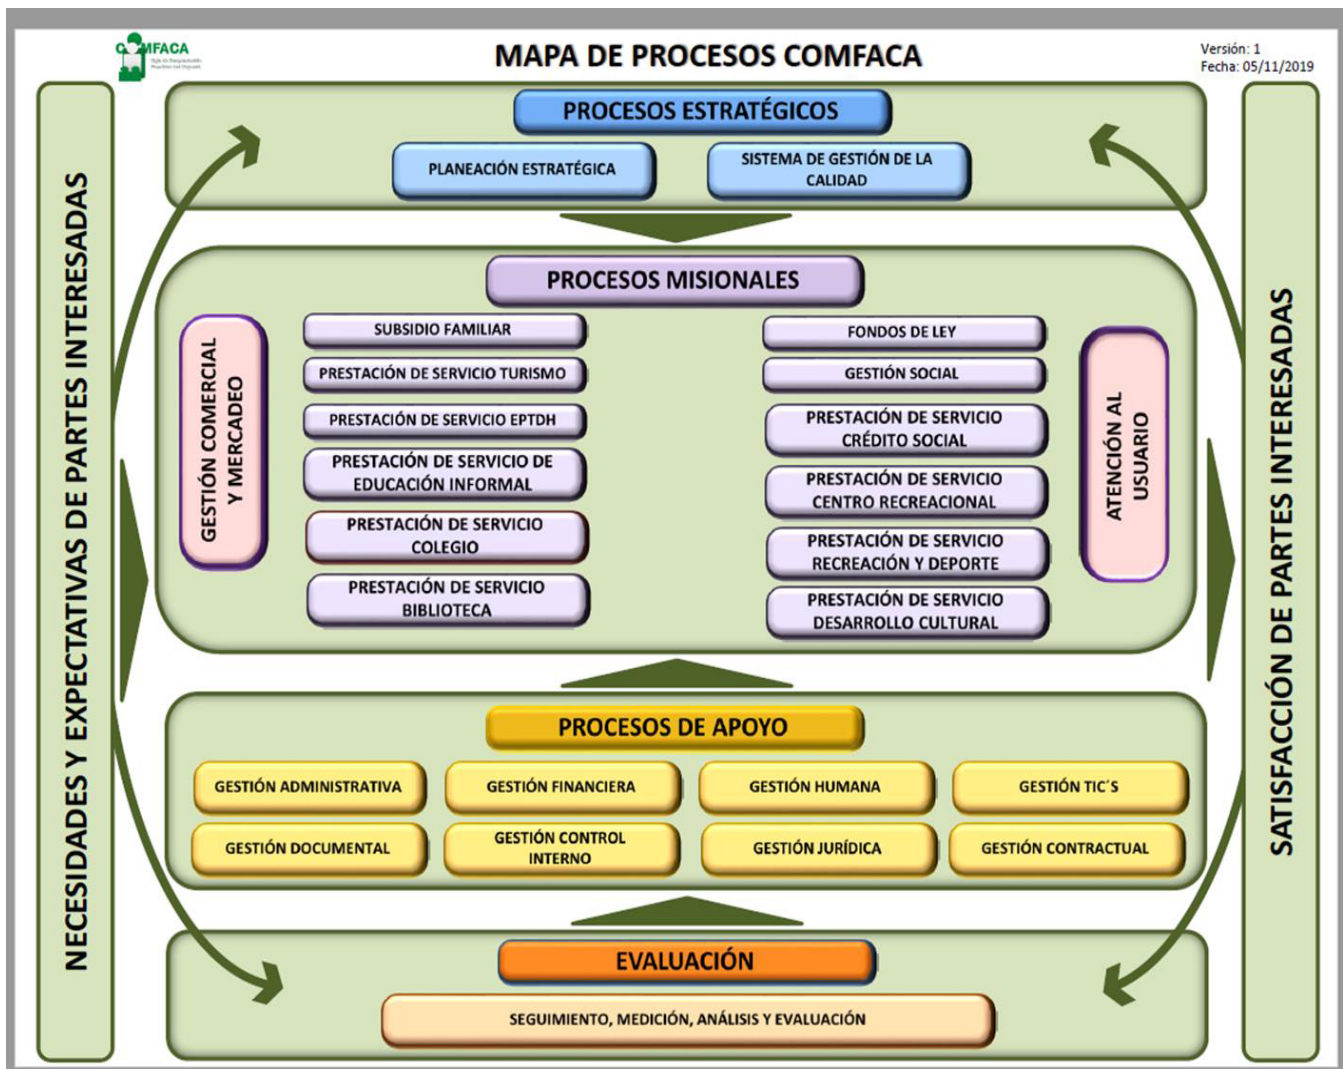 COMFACA
MAPA DE PROCESOS COMFACA
Versión: 1
Fecha: 05/11/2019
NECESIDADES Y EXPECTATIVAS DE PARTES INTERESADAS
PROCESOS ESTRATÉGICOS
PLANEACIÓN ESTRATÉGICA
SISTEMA DE GESTIÓN DE LA
CALIDAD
PROCESOS MISIONALES
GESTIÓN COMERCIAL
Y MERCADEO
SUBSIDIO FAMILIAR
PRESTACIÓN DE SERVICIO TURISMO
PRESTACIÓN DE SERVICIO EPTDH
PRESTACIÓN DE SERVICIO DE
EDUCACIÓN INFORMAL
PRESTACIÓN DE SERVICIO
COLEGIO
PRESTACIÓN DE SERVICIO
BIBLIOTECA
FONDOS DE LEY
GESTIÓN SOCIAL
PRESTACIÓN DE SERVICIO
CRÉDITO SOCIAL
PRESTACIÓN DE SERVICIO
CENTRO RECREACIONAL
PRESTACIÓN DE SERVICIO
RECREACIÓN Y DEPORTE
PRESTACIÓN DE SERVICIO
DESARROLLO CULTURAL
ATENCIÓN AL
USUARIO
PROCESOS DE APOYO
GESTIÓN ADMINISTRATIVA
GESTIÓN FINANCIERA
GESTIÓN HUMANA
GESTIÓN TIC´S
GESTIÓN DOCUMENTAL
GESTIÓN CONTROL
INTERNO
GESTIÓN JURÍDICA
GESTIÓN CONTRACTUAL
EVALUACIÓN
SEGUIMIENTO, MEDICIÓN, ANÁLISIS Y EVALUACIÓN
SATISFACCIÓN DE PARTES INTERESADAS